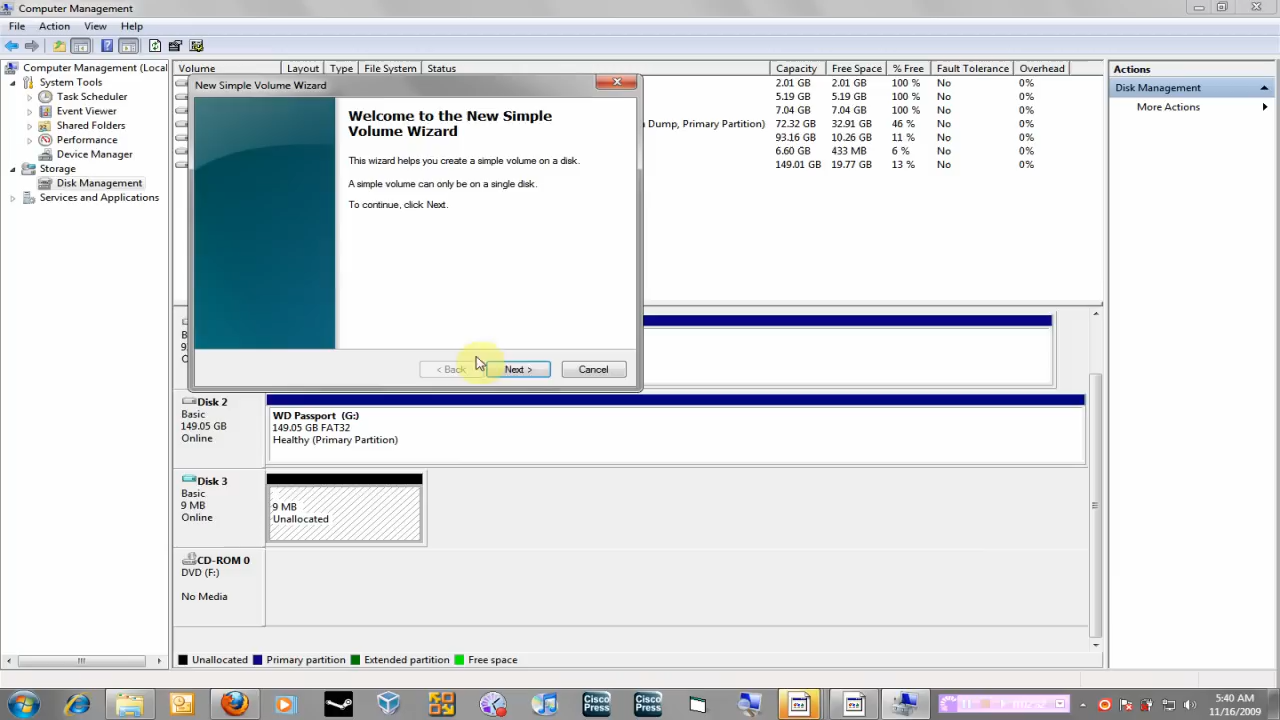 Computer Management
File Action View Help
Computer Management (Local
System Tools
Task Scheduler
Event Viewer
Shared Folders
Performance
Device Manager
Storage
Disk Management
Services and Applications
Volume Layout Type File System Status Capacity Free Space % Free Fault Tolerance Overhead
2.01 GB 2.01 GB 100 % No 0%
5.19 GB 5.19 GB 100 % No 0%
7.04 GB 7.04 GB 100 % No 0%
Dump, Primary Partition) 72.32 GB 32.91 GB 46 % No 0%
93.16 GB 10.26 GB 11 % No 0%
6.60 GB 433 MB 6 % No 0%
149.01 GB 19.77 GB 13 % No 0%
New Simple Volume Wizard
Welcome to the New Simple
Volume Wizard
This wizard helps you create a simple volume on a disk.
A simple volume can only be on a single disk.
To continue, click Next.
< Back Next > Cancel
Disk 2
Basic
149.05 GB
Online
WD Passport (G:)
149.05 GB FAT32
Healthy (Primary Partition)
Disk 3
Basic
9 MB
Online
9 MB
Unallocated
CD-ROM 0
DVD (F:)
No Media
Unallocated Primary partition Extended partition Free space
Actions
Disk Management
More Actions
Cisco
Press
Cisco
Press
5:40 AM
11/16/2009